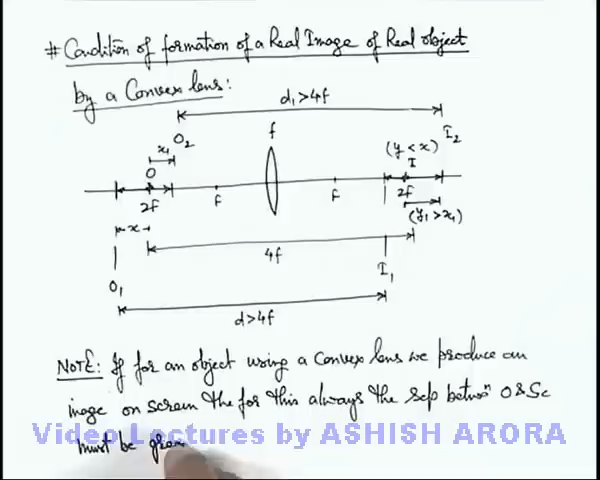 # Condition of formation of a Real Image of Real object
by a Convex lens:
d₁>4f
O₂
I₂
x₁
f
(y < x)
O
I
2f
F
F
2f
x
(y₁>x₁)
4f
O₁
I₁
d>4f
NOTE: If for an object using a convex lens we produce an
image on screen the for this always the sep betwⁿ O & Sc
must be grea
Video Lectures by ASHISH ARORA